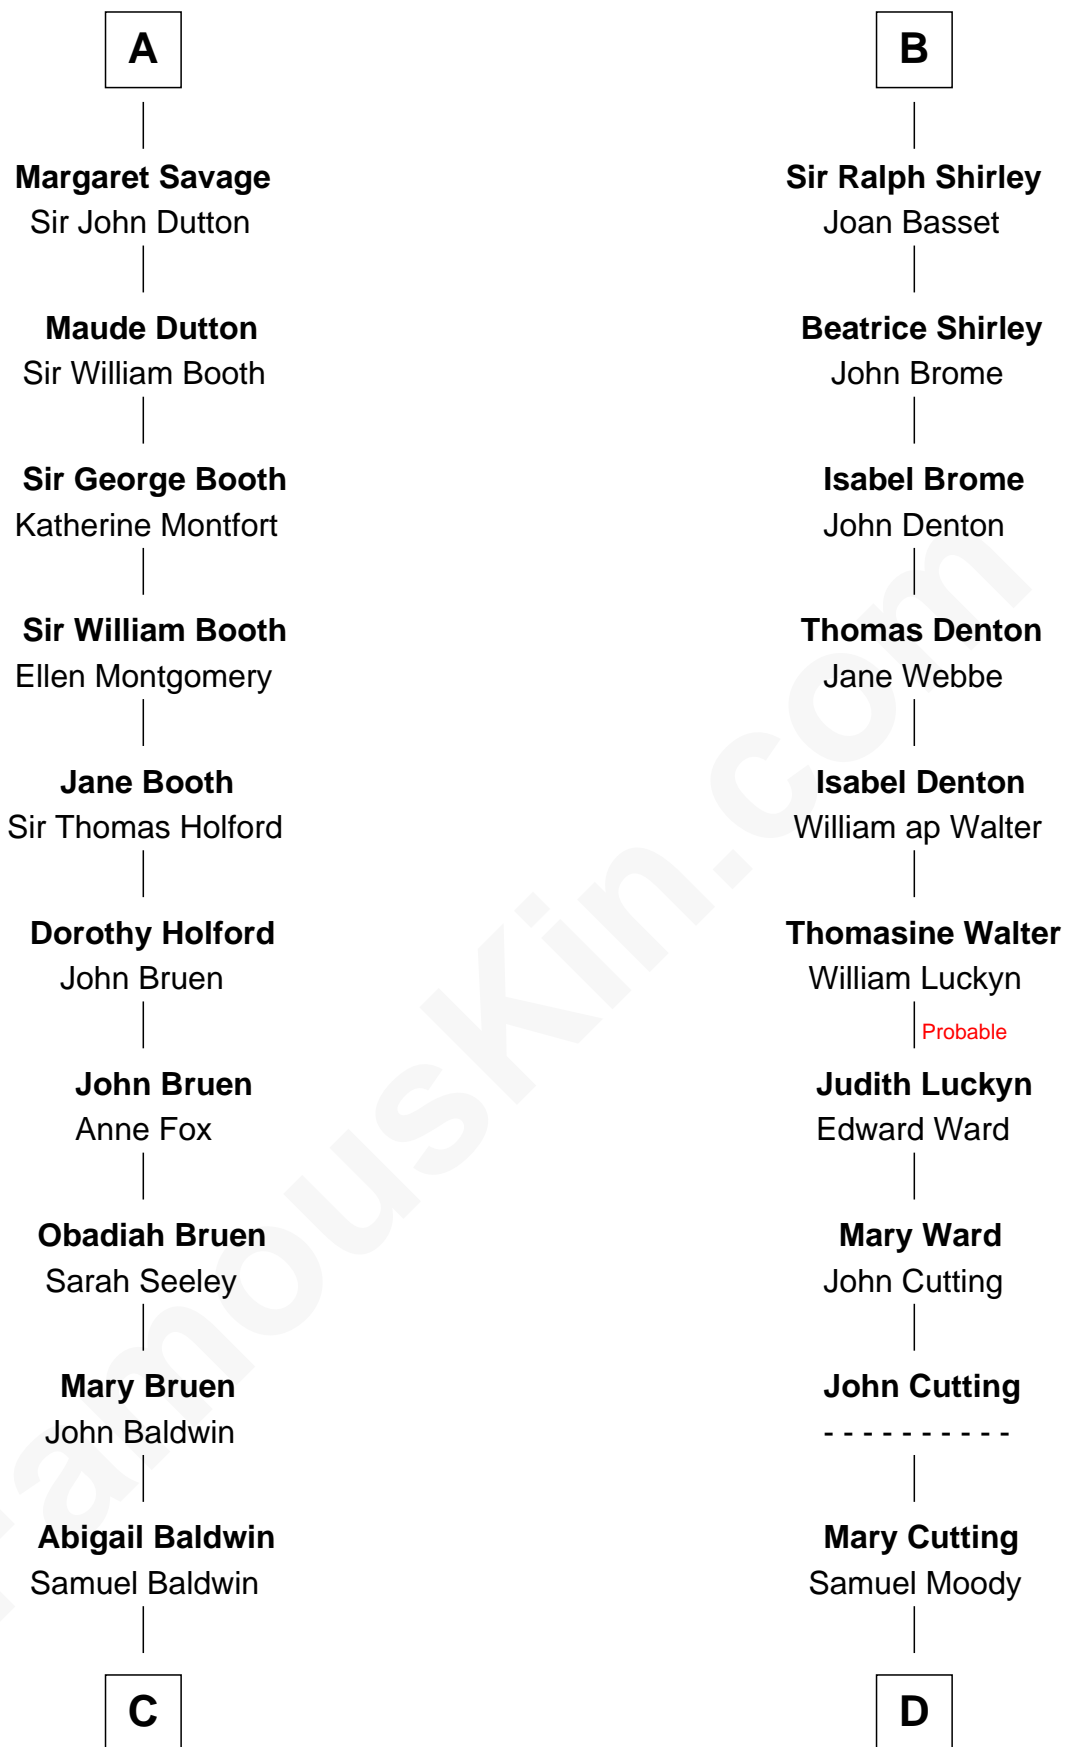 A
Margaret Savage
Sir John Dutton
Maude Dutton
Sir William Booth
Sir George Booth
Katherine Montfort
Sir William Booth
Ellen Montgomery
Jane Booth
Sir Thomas Holford
Dorothy Holford
John Bruen
John Bruen
Anne Fox
Obadiah Bruen
Sarah Seeley
Mary Bruen
John Baldwin
Abigail Baldwin
Samuel Baldwin
C
B
Sir Ralph Shirley
Joan Basset
Beatrice Shirley
John Brome
Isabel Brome
John Denton
Thomas Denton
Jane Webbe
Isabel Denton
William ap Walter
Thomasine Walter
William Luckyn
Probable
Judith Luckyn
Edward Ward
Mary Ward
John Cutting
John Cutting
- - - - - - - - - -
Mary Cutting
Samuel Moody
D
FamousKin.com